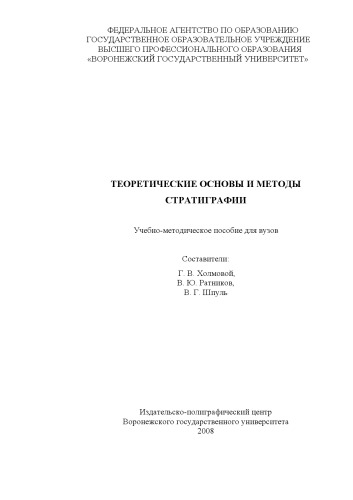 ФЕДЕРАЛЬНОЕ АГЕНТСТВО ПО ОБРАЗОВАНИЮ
ГОСУДАРСТВЕННОЕ ОБРАЗОВАТЕЛЬНОЕ УЧРЕЖДЕНИЕ
ВЫСШЕГО ПРОФЕССИОНАЛЬНОГО ОБРАЗОВАНИЯ
«ВОРОНЕЖСКИЙ ГОСУДАРСТВЕННЫЙ УНИВЕРСИТЕТ»
ТЕОРЕТИЧЕСКИЕ ОСНОВЫ И МЕТОДЫ
СТРАТИГРАФИИ
Учебно-методическое пособие для вузов
Составители:
Г. В. Холмовой,
В. Ю. Ратников,
В. Г. Шпуль
Издательско-полиграфический центр
Воронежского государственного университета
2008